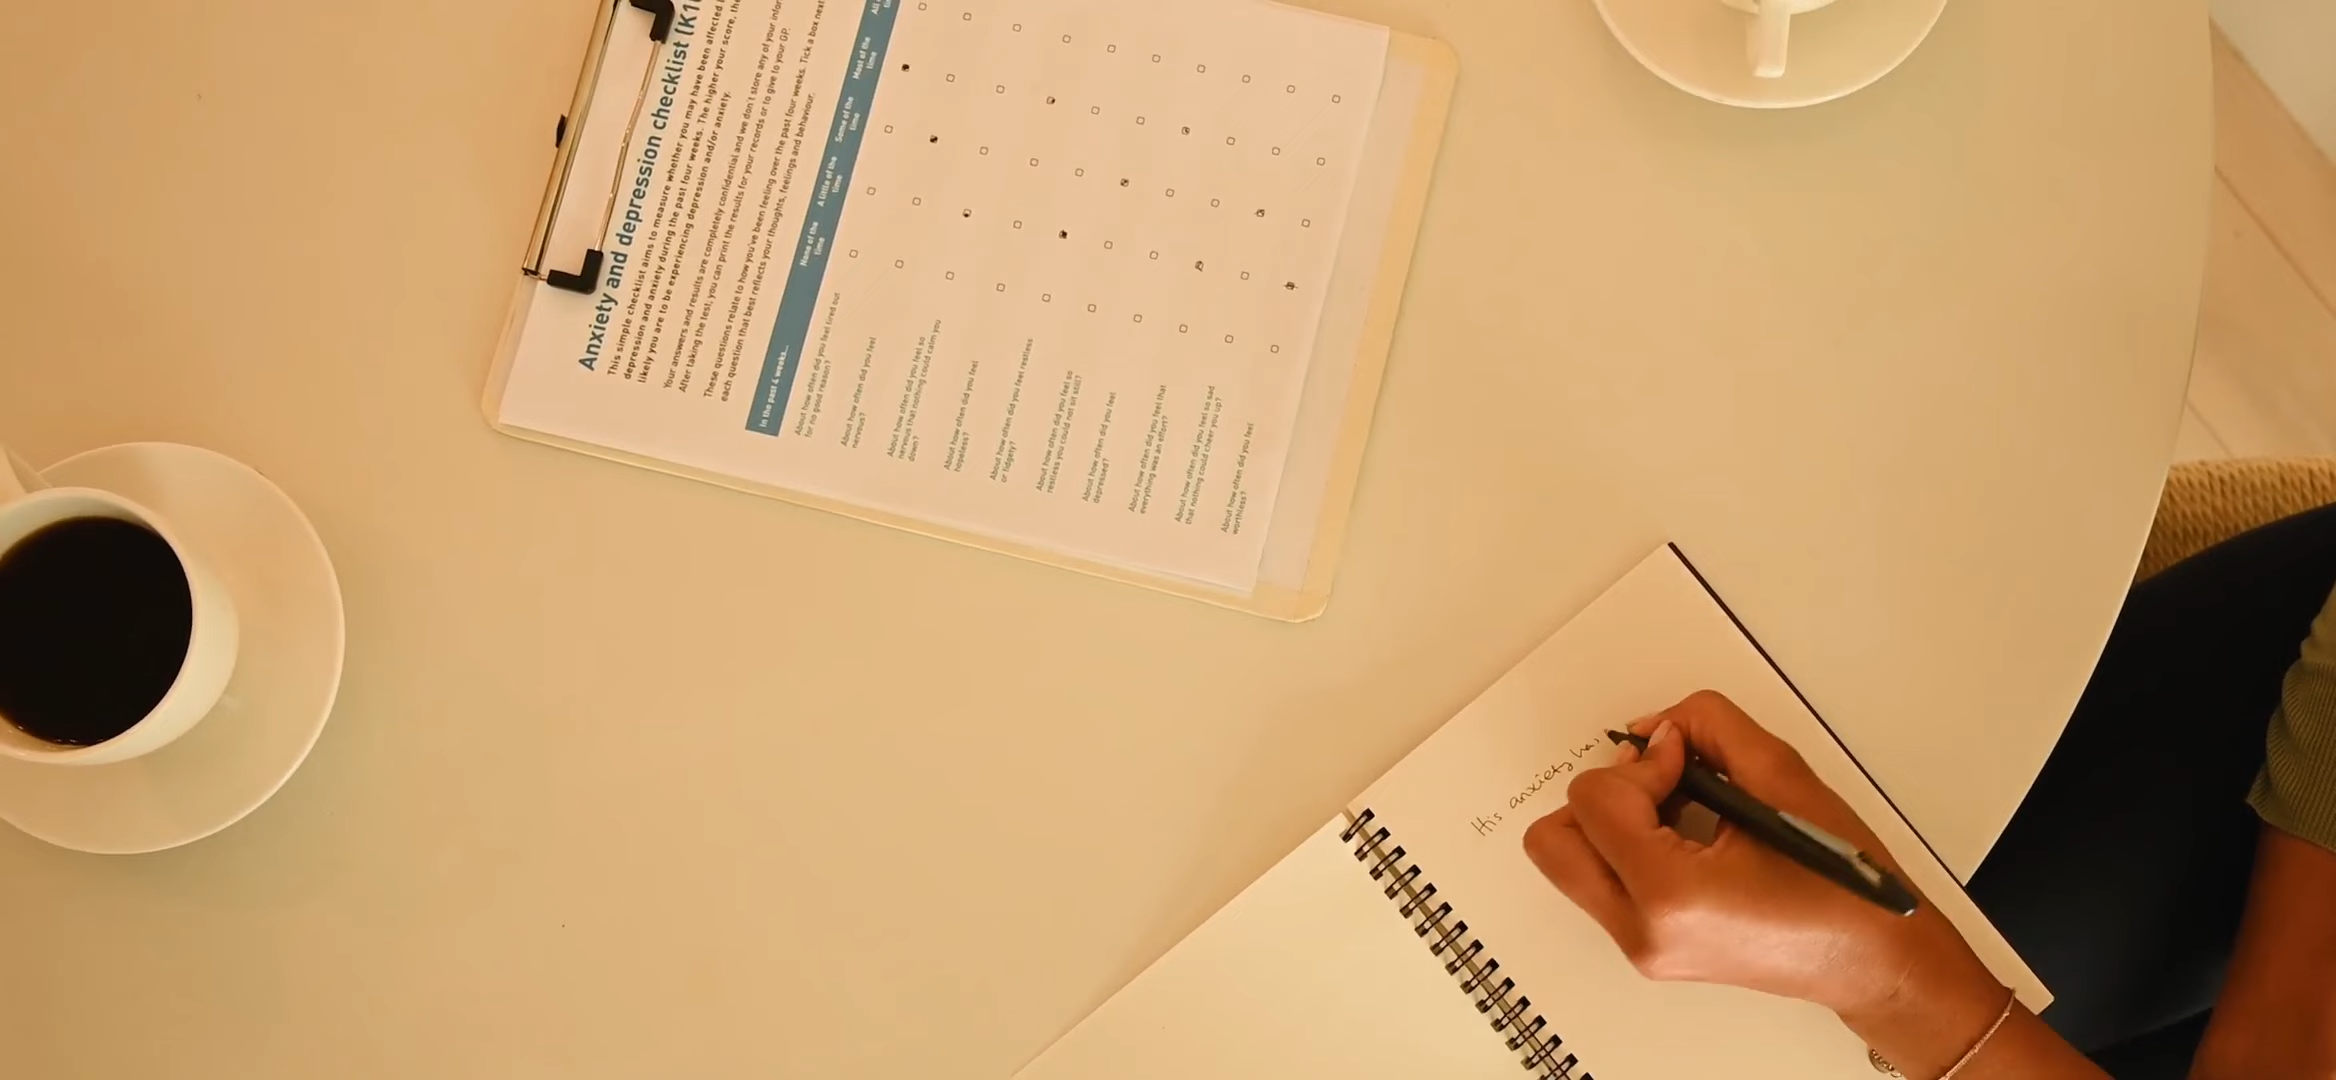 Anxiety and depression checklist (K1
This simple checklist aims to measure whether you may have been affected
depression and anxiety during the past four weeks. The higher your score, the
likely you are to be experiencing depression and/or anxiety.
Your answers and results are completely confidential and we don't store any of your infor
After taking the test, you can print the results for your records or to give to your GP.
These questions relate to how you've been feeling over the past four weeks. Tick a box next
each question that best reflects your thoughts, feelings and behaviour.
In the past 4 weeks... None of the time A little of the time Some of the time Most of the time All
About how often did you feel tired out
for no good reason?
About how often did you feel
nervous?
About how often did you feel so
nervous that nothing could calm you
down?
About how often did you feel
hopeless?
About how often did you feel restless
or fidgety?
About how often did you feel so
restless you could not sit still?
About how often did you feel
depressed?
About how often did you feel that
everything was an effort?
About how often did you feel so sad
that nothing could cheer you up?
About how often did you feel
worthless?
His anxiety has